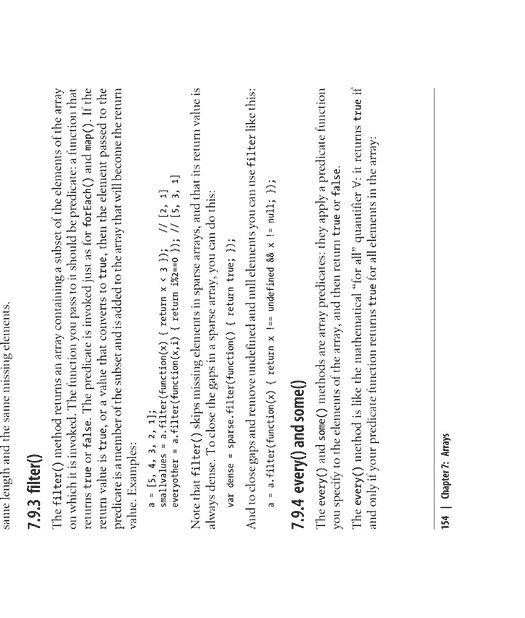 same length and the same missing elements.
7.9.3 filter()
The filter() method returns an array containing a subset of the elements of the array
on which it is invoked. The function you pass to it should be predicate: a function that
returns true or false. The predicate is invoked just as for forEach() and map(). If the
return value is true, or a value that converts to true, then the element passed to the
predicate is a member of the subset and is added to the array that will become the return
value. Examples:
a = [5, 4, 3, 2, 1];
smallvalues = a.filter(function(x) { return x < 3 }); // [2, 1]
everyother = a.filter(function(x,i) { return i%2==0 }); // [5, 3, 1]
Note that filter() skips missing elements in sparse arrays, and that its return value is
always dense. To close the gaps in a sparse array, you can do this:
var dense = sparse.filter(function() { return true; });
And to close gaps and remove undefined and null elements you can use filter like this:
a = a.filter(function(x) { return x !== undefined && x != null; });
7.9.4 every() and some()
The every() and some() methods are array predicates: they apply a predicate function
you specify to the elements of the array, and then return true or false.
The every() method is like the mathematical “for all” quantifier ∀: it returns true if
and only if your predicate function returns true for all elements in the array:
154 | Chapter 7: Arrays